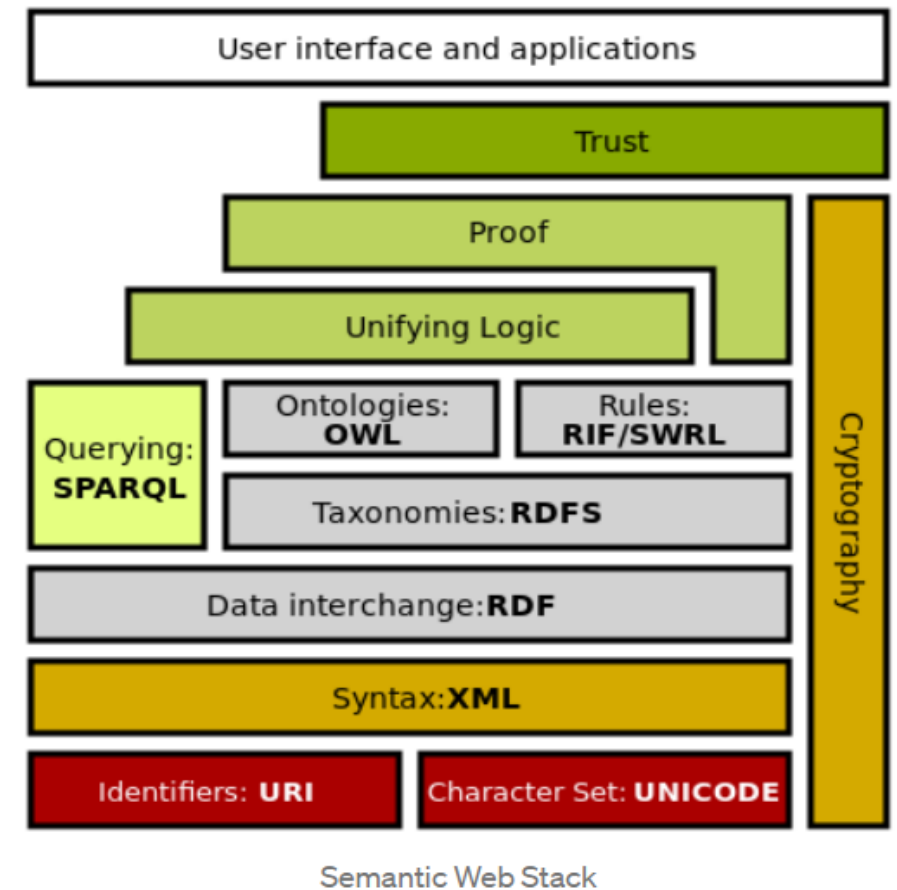 User interface and applications
Trust
Proof
Unifying Logic
Querying:
SPARQL
Ontologies:
OWL
Rules:
RIF/SWRL
Taxonomies:RDFS
Cryptography
Data interchange:RDF
Syntax:XML
Identifiers: URI
Character Set: UNICODE
Semantic Web Stack